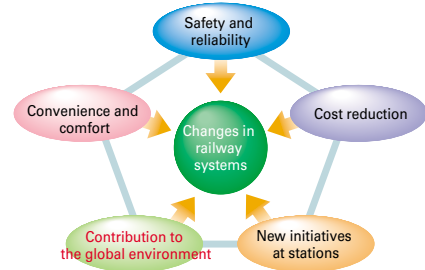 Safety and
reliability
Convenience and
comfort
Changes in
railway
systems
Cost reduction
Contribution to
the global environment
New initiatives
at stations